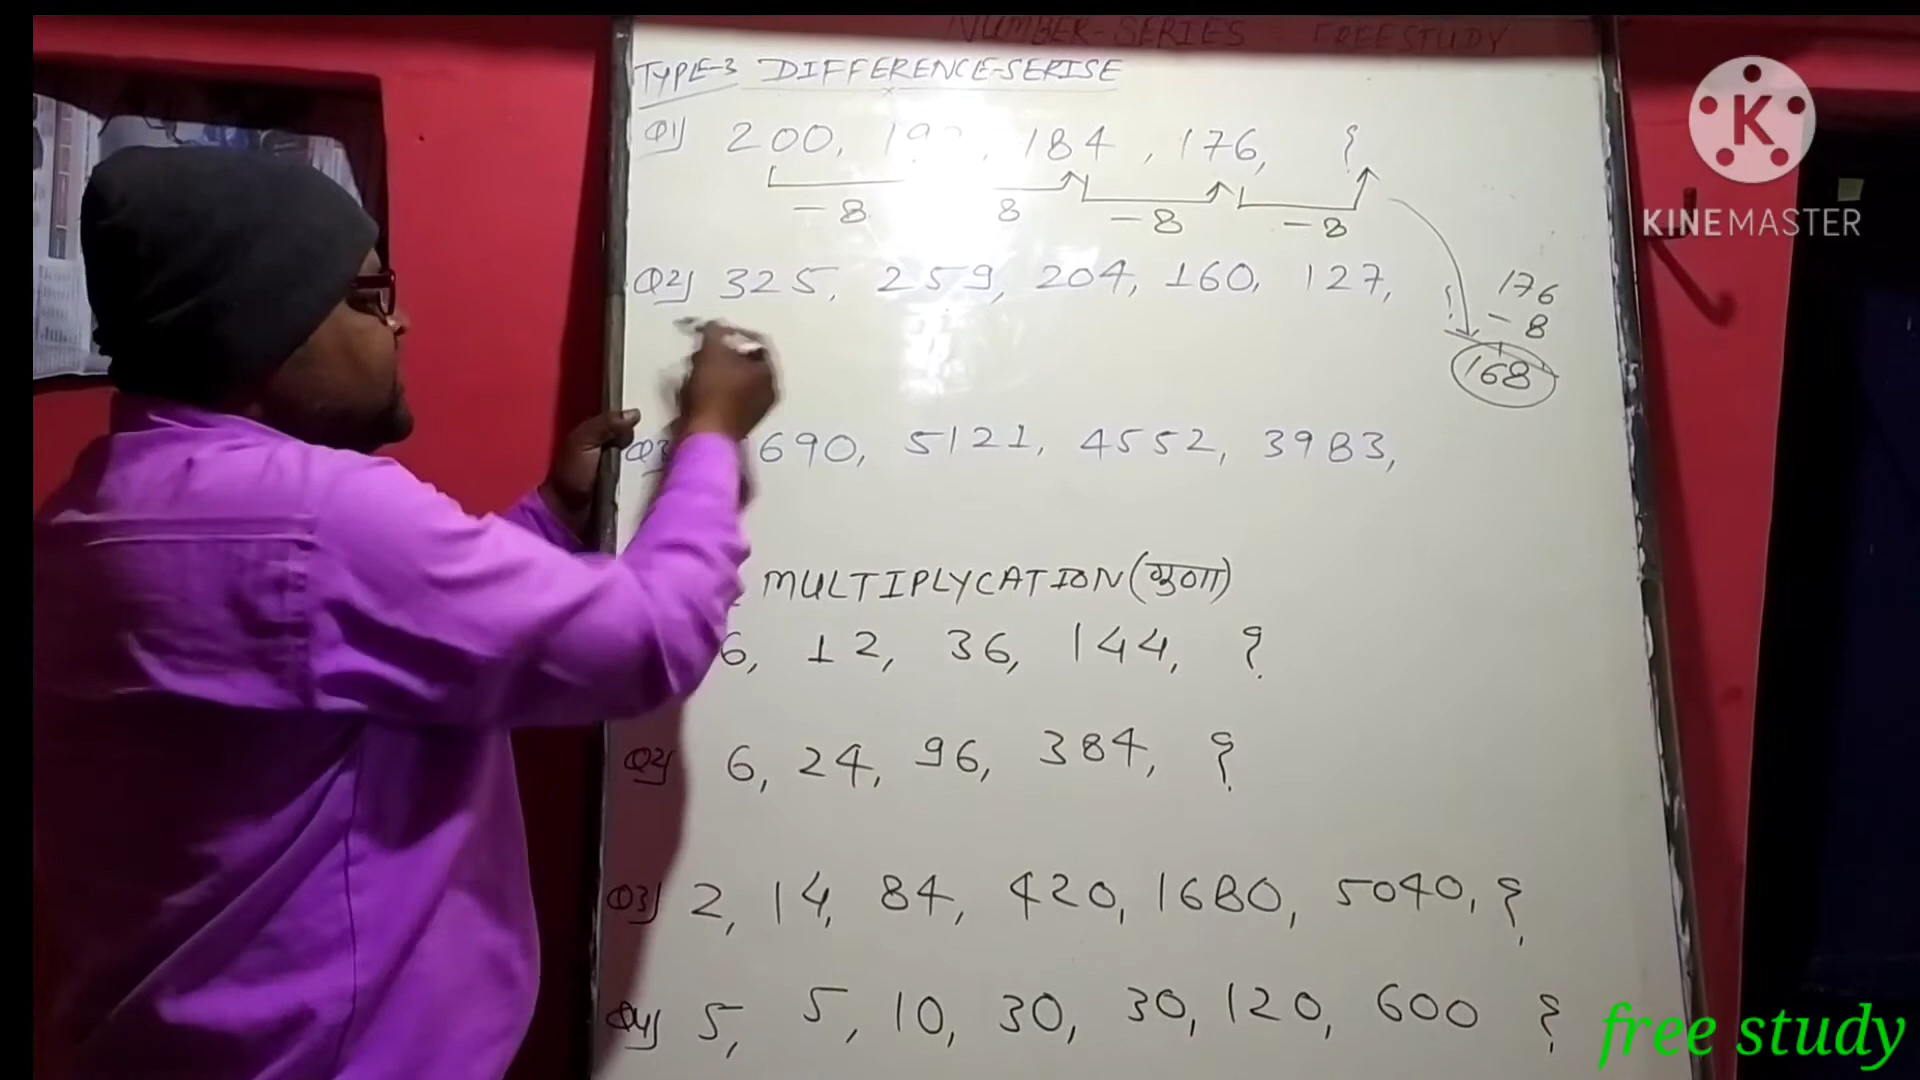 NUMBER-SERIES FREE STUDY
TYPE-3 DIFFERENCE-SERISE
Q1) 200, 184, 176, ?
-8 8 -8 -8
Q2) 325, 259, 204, 160, 127,
176
-8
168
690, 5121, 4552, 3983,
MULTIPLYCATION (गुणा)
6, 12, 36, 144, ?
Q2) 6, 24, 96, 384, ?
Q3) 2, 14, 84, 420, 1680, 5040, ?
Q4) 5, 5, 10, 30, 30, 120, 600 ?
K
KINEMASTER
free study